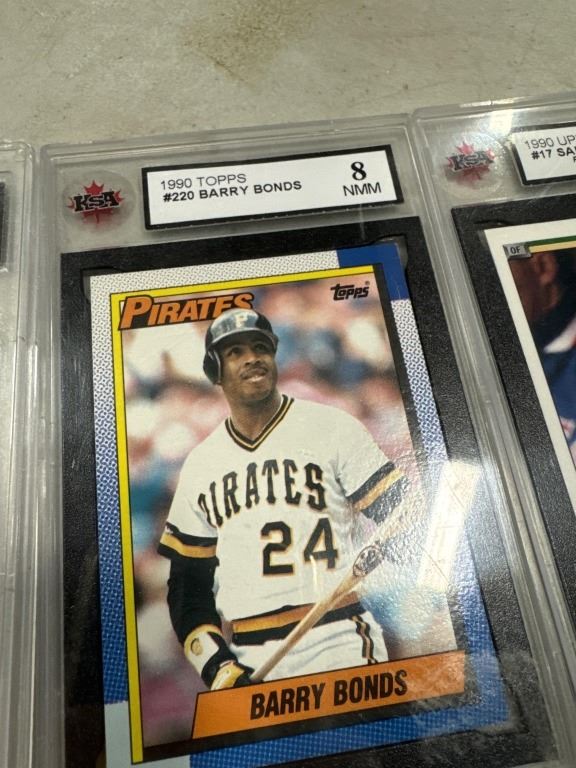 KSA
1990 TOPPS
#220 BARRY BONDS
8
NMM
KSA
1990 UP
#17 SA
PIRATES
topps
OF
P
PIRATES
24
BARRY BONDS